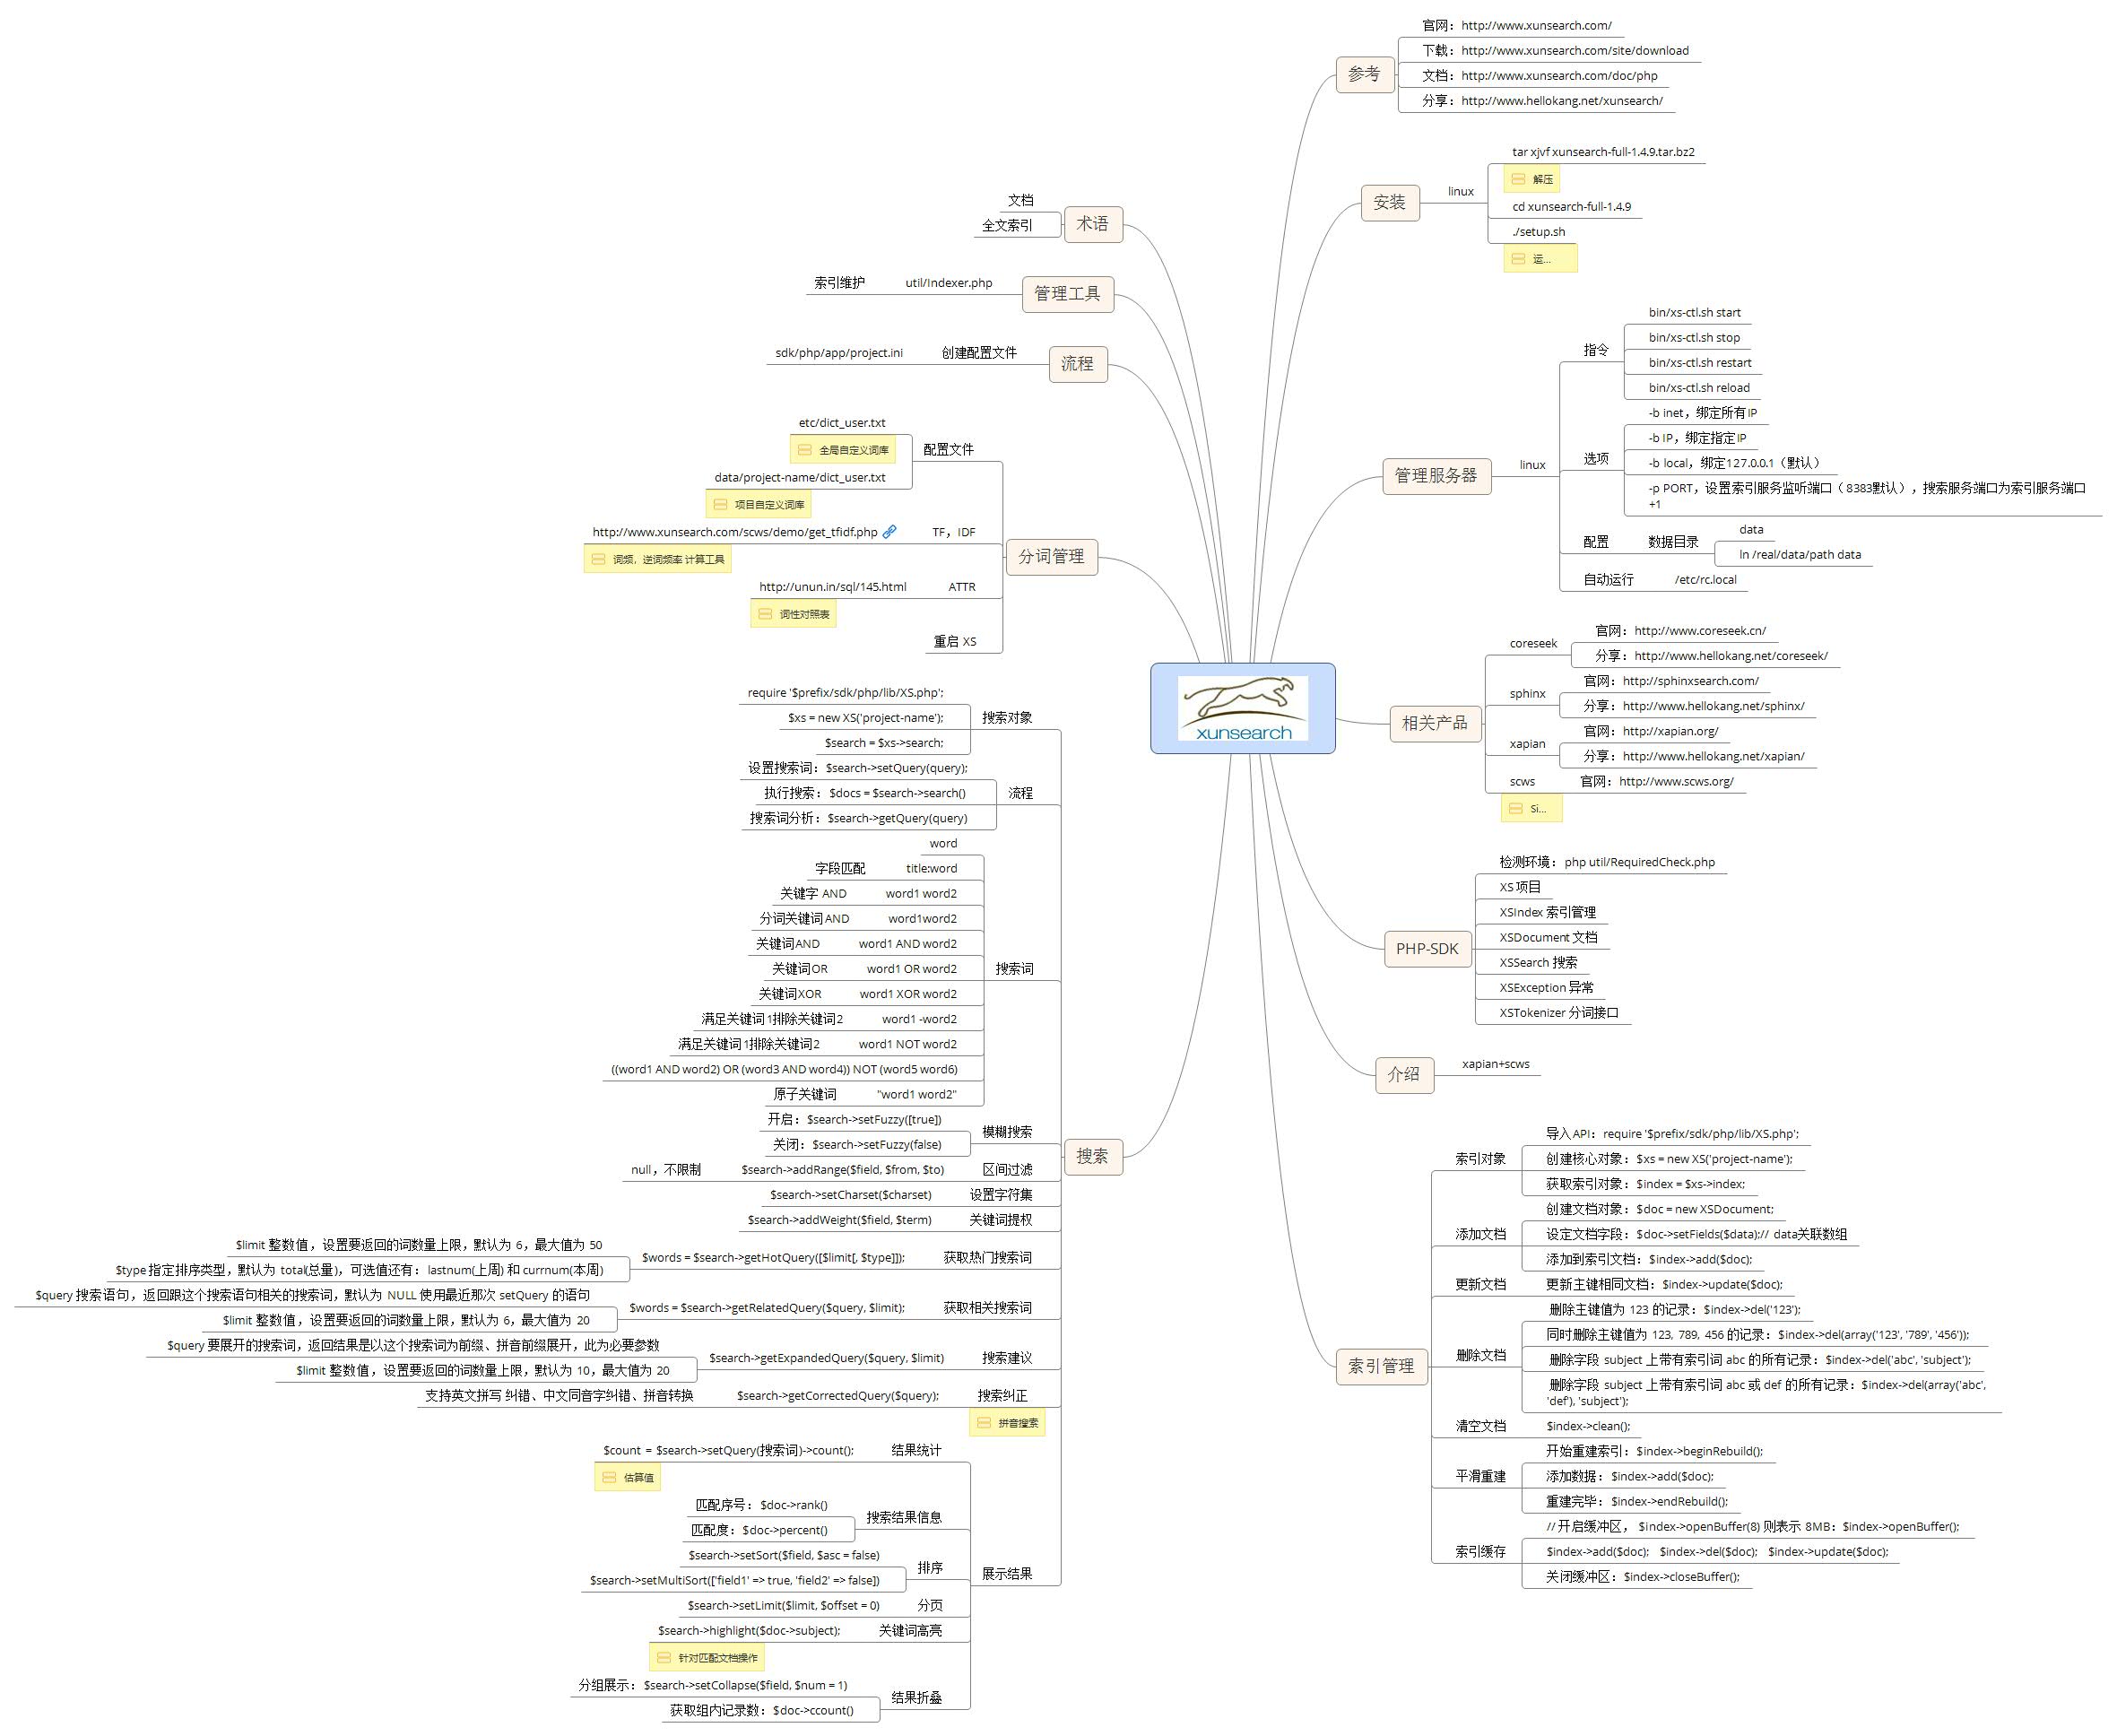 参考
官网：http://www.xunsearch.com/
下载：http://www.xunsearch.com/site/download
文档：http://www.xunsearch.com/doc/php
分享：http://www.hellokang.net/xunsearch/
安装
linux
tar xjvf xunsearch-full-1.4.9.tar.bz2
解压
cd xunsearch-full-1.4.9
./setup.sh
运...
管理服务器
linux
指令
bin/xs-ctl.sh start
bin/xs-ctl.sh stop
bin/xs-ctl.sh restart
bin/xs-ctl.sh reload
选项
-b inet，绑定所有IP
-b IP，绑定指定IP
-b local，绑定127.0.0.1（默认）
-p PORT，设置索引服务监听端口（8383默认），搜索服务端口为索引服务端口
+1
配置
数据目录
data
ln /real/data/path data
自动运行
/etc/rc.local
相关产品
coreseek
官网：http://www.coreseek.cn/
分享：http://www.hellokang.net/coreseek/
sphinx
官网：http://sphinxsearch.com/
分享：http://www.hellokang.net/sphinx/
xapian
官网：http://xapian.org/
分享：http://www.hellokang.net/xapian/
scws
官网：http://www.scws.org/
Si...
PHP-SDK
检测环境：php util/RequiredCheck.php
XS 项目
XSIndex 索引管理
XSDocument 文档
XSSearch 搜索
XSException 异常
XSTokenizer 分词接口
介绍
xapian+scws
索引管理
索引对象
导入API：require '$prefix/sdk/php/lib/XS.php';
创建核心对象：$xs = new XS('project-name');
获取索引对象：$index = $xs->index;
添加文档
创建文档对象：$doc = new XSDocument;
设定文档字段：$doc->setFields($data);// data关联数组
添加到索引文档：$index->add($doc);
更新文档
更新主键相同文档：$index->update($doc);
删除文档
删除主键值为 123 的记录：$index->del('123');
同时删除主键值为 123, 789, 456 的记录：$index->del(array('123', '789', '456'));
删除字段 subject 上带有索引词 abc 的所有记录：$index->del('abc', 'subject');
删除字段 subject 上带有索引词 abc 或 def 的所有记录：$index->del(array('abc',
'def'), 'subject');
清空文档
$index->clean();
平滑重建
开始重建索引：$index->beginRebuild();
添加数据：$index->add($doc);
重建完毕：$index->endRebuild();
索引缓存
// 开启缓冲区， $index->openBuffer(8) 则表示 8MB：$index->openBuffer();
$index->add($doc); $index->del($doc); $index->update($doc);
关闭缓冲区：$index->closeBuffer();
xunsearch
术语
文档
全文索引
管理工具
util/Indexer.php
索引维护
流程
创建配置文件
sdk/php/app/project.ini
分词管理
配置文件
etc/dict_user.txt
全局自定义词库
data/project-name/dict_user.txt
项目自定义词库
TF，IDF
http://www.xunsearch.com/scws/demo/get_tfidf.php
词频，逆词频率 计算工具
ATTR
http://unun.in/sql/145.html
词性对照表
重启 XS
搜索
搜索对象
require '$prefix/sdk/php/lib/XS.php';
$xs = new XS('project-name');
$search = $xs->search;
流程
设置搜索词：$search->setQuery(query);
执行搜索：$docs = $search->search()
搜索词分析：$search->getQuery(query)
搜索词
word
字段匹配 title:word
关键字 AND word1 word2
分词关键词AND word1word2
关键词AND word1 AND word2
关键词OR word1 OR word2
关键词XOR word1 XOR word2
满足关键词1排除关键词2 word1 -word2
满足关键词1排除关键词2 word1 NOT word2
((word1 AND word2) OR (word3 AND word4)) NOT (word5 word6)
原子关键词 "word1 word2"
模糊搜索
开启：$search->setFuzzy([true])
关闭：$search->setFuzzy(false)
null，不限制 $search->addRange($field, $from, $to) 区间过滤
$search->setCharset($charset) 设置字符集
$search->addWeight($field, $term) 关键词提权
获取热门搜索词
$words = $search->getHotQuery([$limit[, $type]]);
$limit 整数值，设置要返回的词数量上限，默认为 6，最大值为 50
$type 指定排序类型，默认为 total(总量)，可选值还有：lastnum(上周) 和 currnum(本周)
获取相关搜索词
$words = $search->getRelatedQuery($query, $limit);
$query 搜索语句，返回跟这个搜索语句相关的搜索词，默认为 NULL 使用最近那次 setQuery 的语句
$limit 整数值，设置要返回的词数量上限，默认为 6，最大值为 20
搜索建议
$search->getExpandedQuery($query, $limit)
$query 要展开的搜索词，返回结果是以这个搜索词为前缀、拼音前缀展开，此为必要参数
$limit 整数值，设置要返回的词数量上限，默认为 10，最大值为 20
支持英文拼写 纠错、中文同音字纠错、拼音转换 $search->getCorrectedQuery($query); 搜索纠正
拼音搜索
展示结果
$count = $search->setQuery(搜索词)->count(); 结果统计
估算值
搜索结果信息
匹配序号：$doc->rank()
匹配度：$doc->percent()
排序
$search->setSort($field, $asc = false)
$search->setMultiSort(['field1' => true, 'field2' => false])
$search->setLimit($limit, $offset = 0) 分页
$search->highlight($doc->subject); 关键词高亮
针对匹配文档操作
结果折叠
分组展示：$search->setCollapse($field, $num = 1)
获取组内记录数：$doc->ccount()